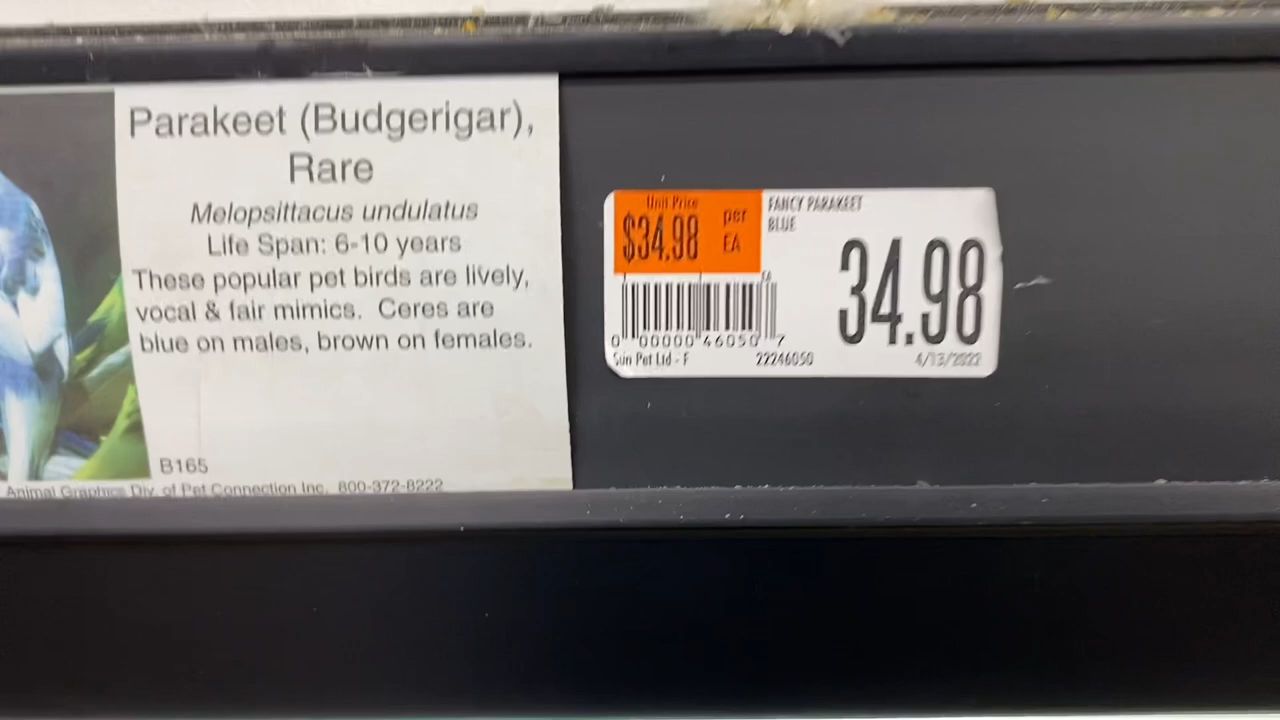 Parakeet (Budgerigar),
Rare
Melopsittacus undulatus
Life Span: 6-10 years
These popular pet birds are lively,
vocal & fair mimics. Ceres are
blue on males, brown on females.
B165
Animal Graphics Div. of Pet Connection Inc. 800-372-8222
Unit Price
$34.98 per
EA
FANCY PARAKEET
BLUE
34.98
EA
0 00000 46050 7
Sun Pet Ltd - F 22246050 4/13/2022